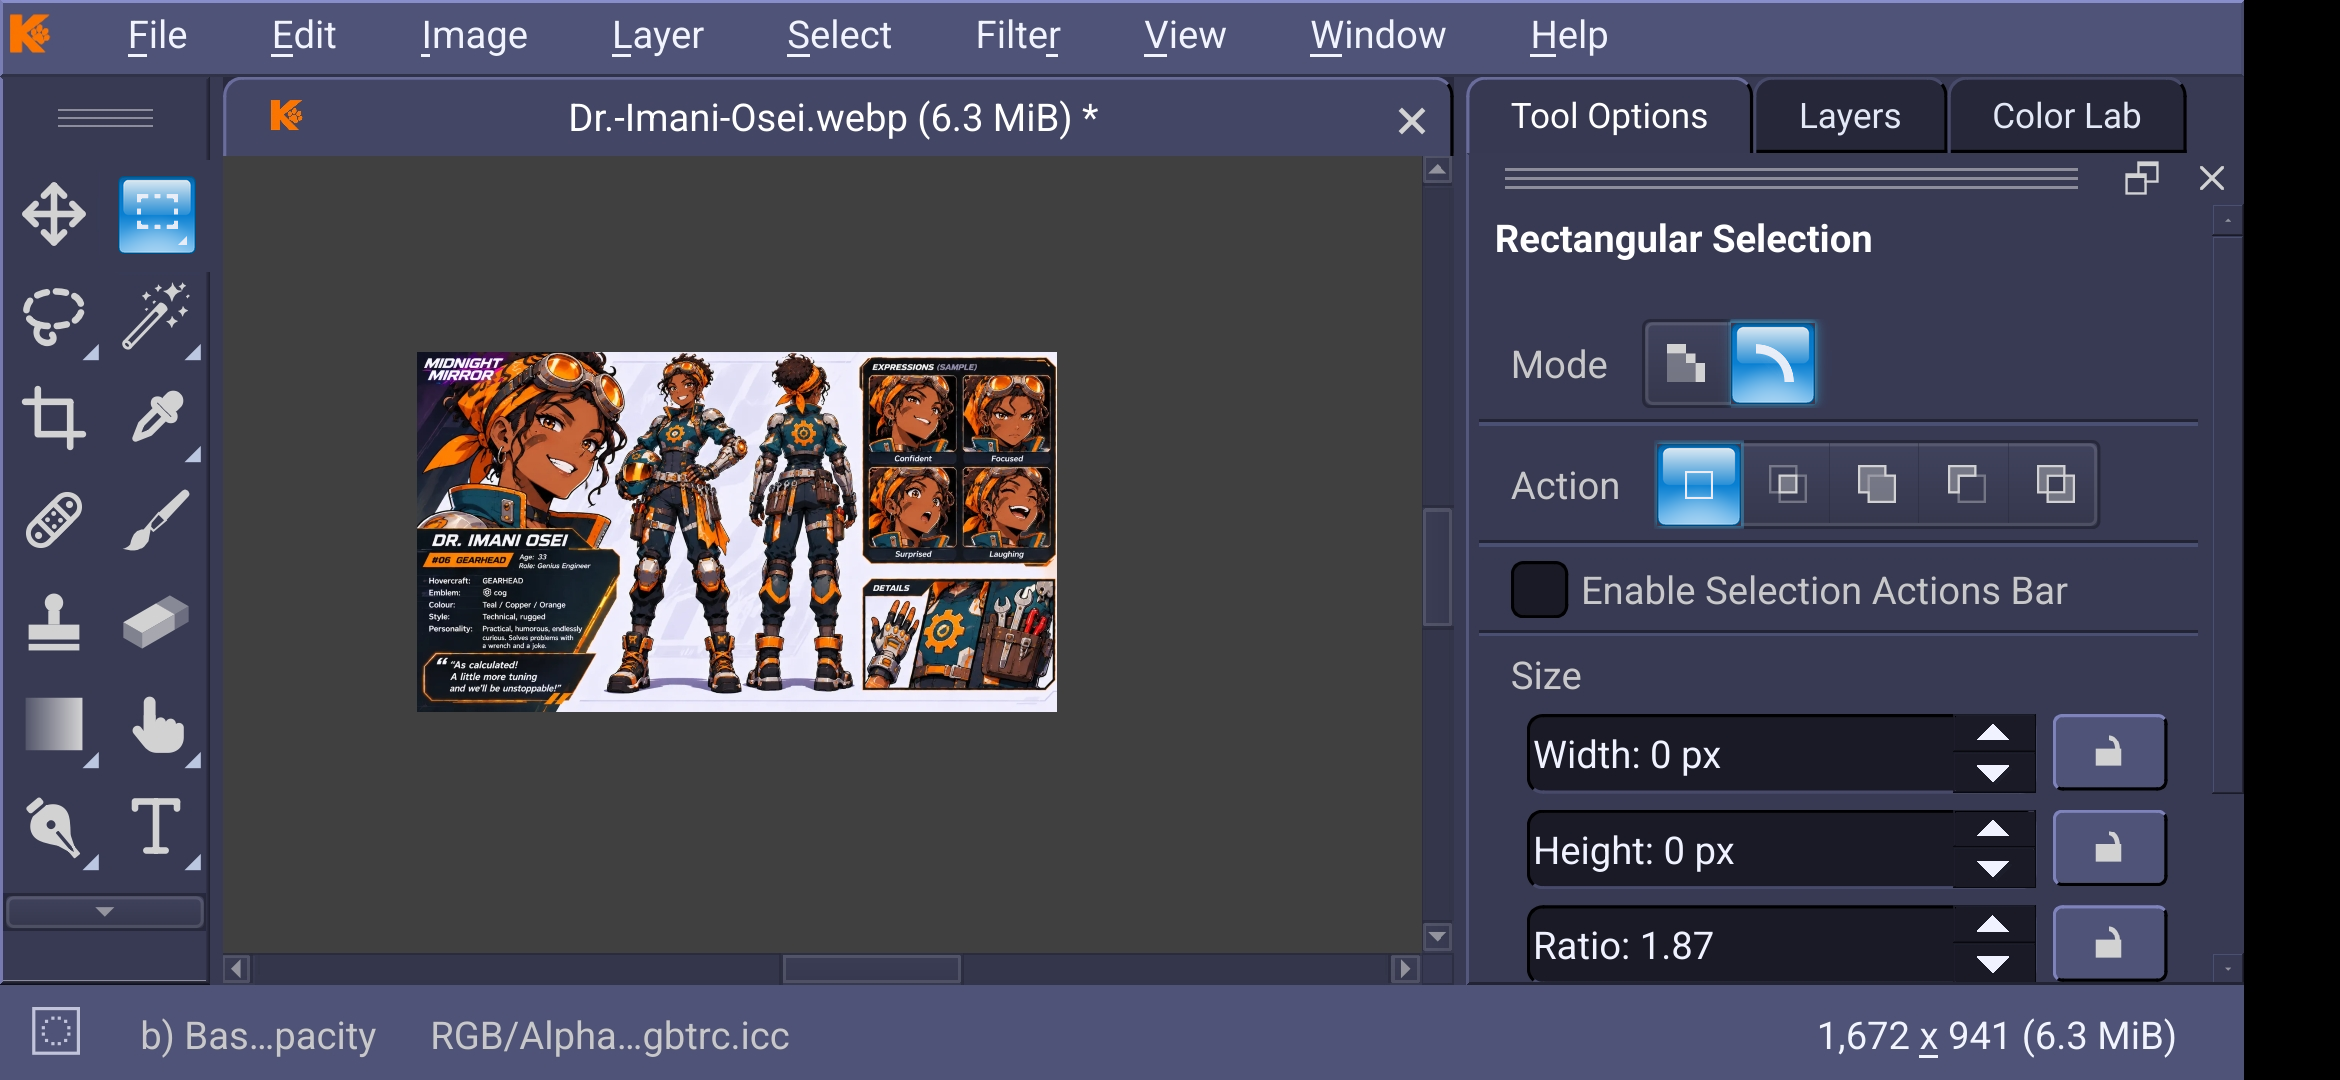 File Edit Image Layer Select Filter View Window Help
Dr.-Imani-Osei.webp (6.3 MiB) *
Tool Options Layers Color Lab
Rectangular Selection
Mode
Action
Enable Selection Actions Bar
Size
Width: 0 px
Height: 0 px
Ratio: 1.87
MIDNIGHT
MIRROR
DR. IMANI OSEI
#06 GEARHEAD
Age: 33
Role: Genius Engineer
Hovercraft: GEARHEAD
Emblem: cog
Colour: Teal / Copper / Orange
Style: Technical, rugged
Personality: Practical, humorous, endlessly
curious. Solves problems with
a wrench and a joke.
“ “As calculated!
A little more tuning
and we'll be unstoppable!”
EXPRESSIONS (SAMPLE)
Confident Focused
Surprised Laughing
DETAILS
b) Bas...pacity RGB/Alpha...gbtrc.icc 1,672 x 941 (6.3 MiB)